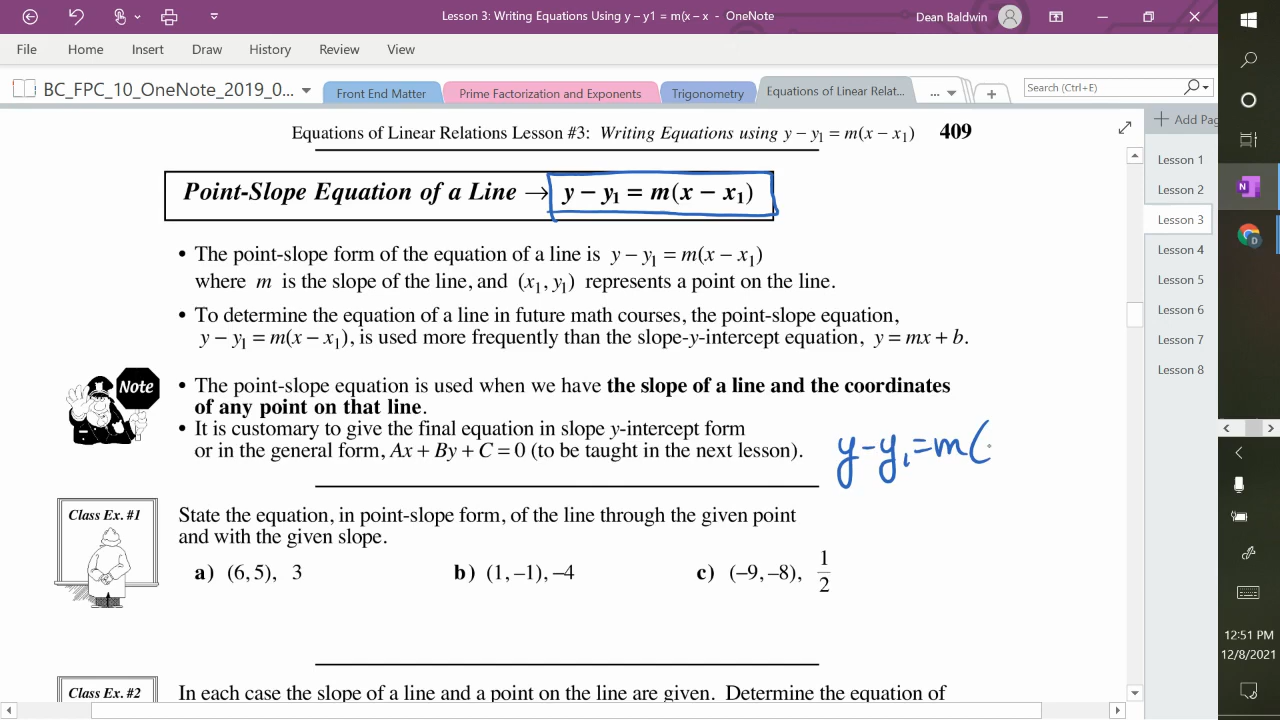 Lesson 3: Writing Equations Using y – y1 = m(x – x - OneNote
Dean Baldwin
File Home Insert Draw History Review View
BC_FPC_10_OneNote_2019_0...
Front End Matter
Prime Factorization and Exponents
Trigonometry
Equations of Linear Relat...
...
Search (Ctrl+E)
Equations of Linear Relations Lesson #3: Writing Equations using y – y₁ = m(x – x₁) 409
Add Pag
Lesson 1
Lesson 2
Lesson 3
Lesson 4
Lesson 5
Lesson 6
Lesson 7
Lesson 8
Point-Slope Equation of a Line → y – y₁ = m(x – x₁)
• The point-slope form of the equation of a line is y – y₁ = m(x – x₁)
where m is the slope of the line, and (x₁, y₁) represents a point on the line.
• To determine the equation of a line in future math courses, the point-slope equation,
y – y₁ = m(x – x₁), is used more frequently than the slope-y-intercept equation, y = mx + b.
Note
• The point-slope equation is used when we have the slope of a line and the coordinates
of any point on that line.
• It is customary to give the final equation in slope y-intercept form
or in the general form, Ax + By + C = 0 (to be taught in the next lesson).
y-y₁=m(
Class Ex. #1
State the equation, in point-slope form, of the line through the given point
and with the given slope.
a) (6, 5), 3 b) (1, –1), –4 c) (–9, –8), 1/2
Class Ex. #2
In each case the slope of a line and a point on the line are given. Determine the equation of
12:51 PM
12/8/2021